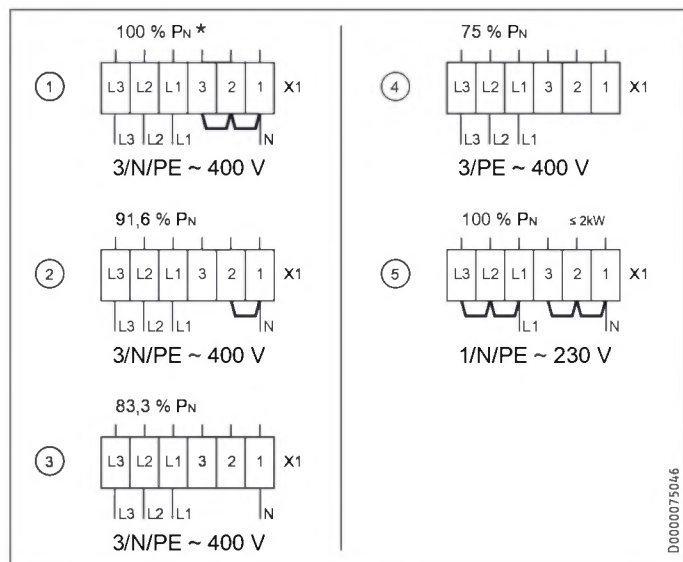 100 % PN *
1
L3 L2 L1 3 2 1 X1
L3 L2 L1 N
3/N/PE ~ 400 V
91,6 % PN
2
L3 L2 L1 3 2 1 X1
L3 L2 L1 N
3/N/PE ~ 400 V
83,3 % PN
3
L3 L2 L1 3 2 1 X1
L3 L2 L1 N
3/N/PE ~ 400 V
75 % PN
4
L3 L2 L1 3 2 1 X1
L3 L2 L1
3/PE ~ 400 V
100 % PN ≤ 2kW
5
L3 L2 L1 3 2 1 X1
L1 N
1/N/PE ~ 230 V
D0000075046